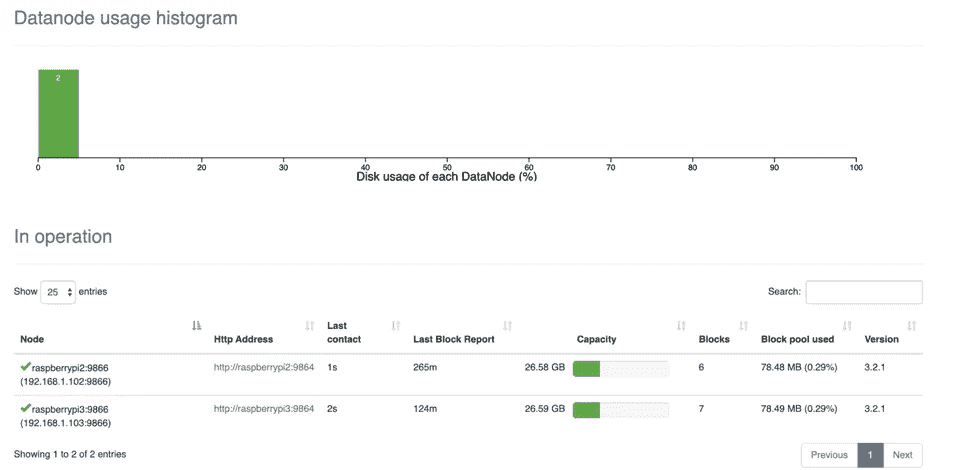 Datanode usage histogram
2
0 10 20 30 40 50 60 70 80 90 100
Disk usage of each DataNode (%)
In operation
Show 25 entries
Search:
Node Http Address Last contact Last Block Report Capacity Blocks Block pool used Version
raspberrypi2:9866 http://raspberrypi2:9864 1s 265m 26.58 GB 6 78.48 MB (0.29%) 3.2.1
(192.168.1.102:9866)
raspberrypi3:9866 http://raspberrypi3:9864 2s 124m 26.59 GB 7 78.49 MB (0.29%) 3.2.1
(192.168.1.103:9866)
Showing 1 to 2 of 2 entries
Previous 1 Next